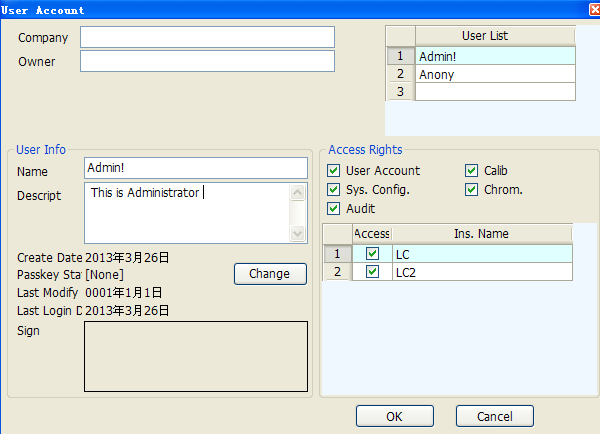 User Account
Company
Owner
User List
1 Admin!
2 Anony
3
User Info
Name Admin!
Descript This is Administrator
Create Date 2013年3月26日
Passkey Sta [None]
Change
Last Modify 0001年1月1日
Last Login D 2013年3月26日
Sign
Access Rights
User Account Calib
Sys. Config. Chrom.
Audit
Access Ins. Name
1 LC
2 LC2
OK Cancel